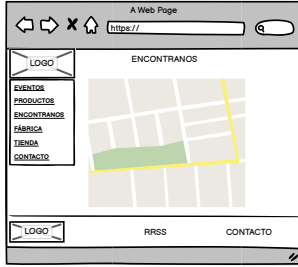 A Web Page
https://
LOGO
ENCONTRANOS
EVENTOS
PRODUCTOS
ENCONTRANOS
FÁBRICA
TIENDA
CONTACTO
LOGO
RRSS
CONTACTO